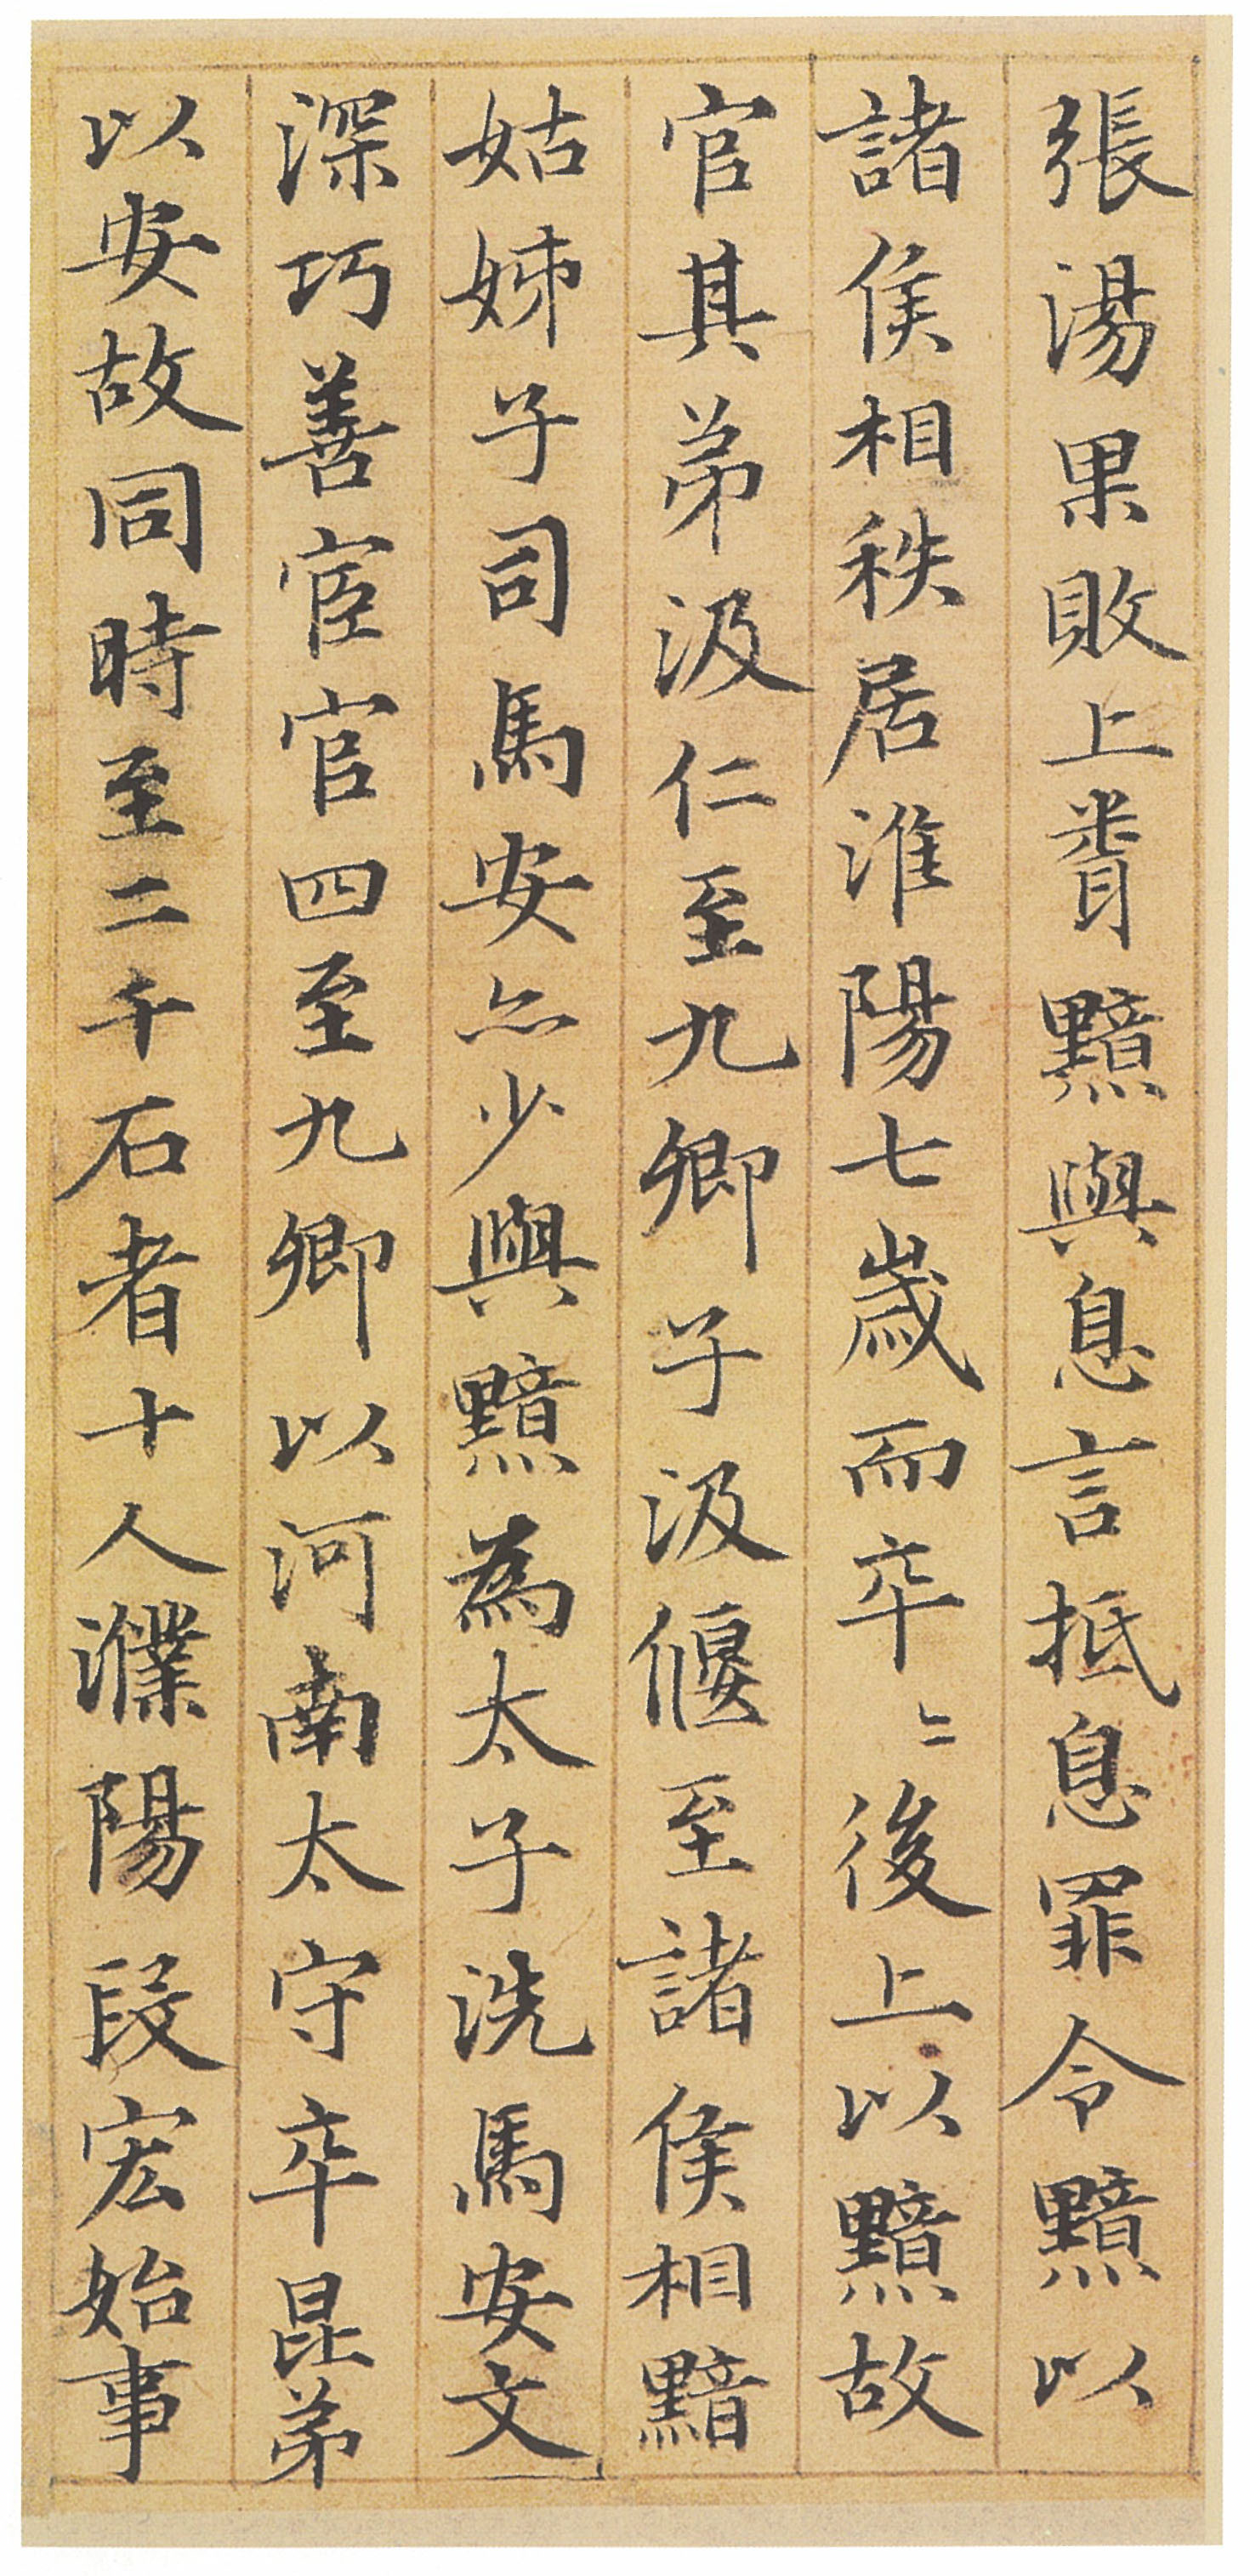 張湯果敗上聞黯與息言抵息罪令黯以
諸侯相秩居淮陽七歲而卒〻後上以黯故
官其弟汲仁至九卿子汲偃至諸侯相黯
姑姊子司馬安亦少與黯為太子洗馬安文
深巧善宦官四至九卿以河南太守卒昆弟
以安故同時至二千石者十人濮陽段宏始事